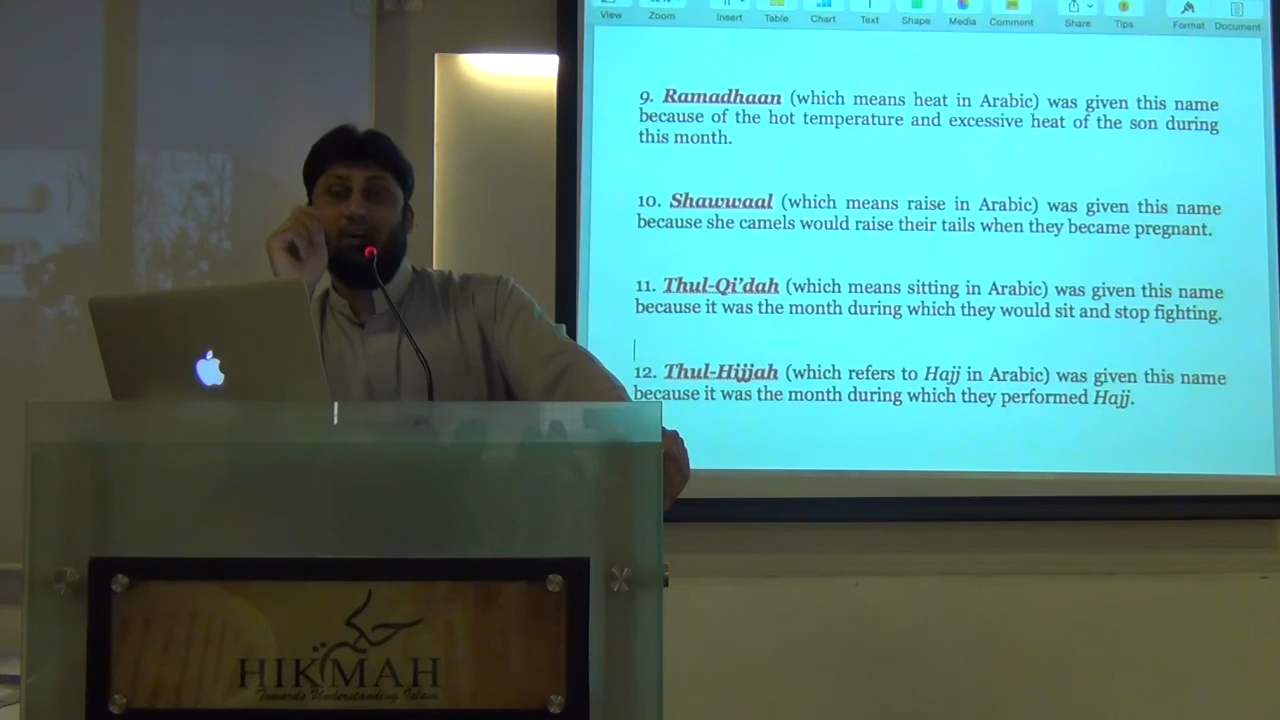 View Zoom Insert Table Chart Text Shape Media Comment Share Tips Format Document
9. Ramadhaan (which means heat in Arabic) was given this name
because of the hot temperature and excessive heat of the son during
this month.
10. Shawwaal (which means raise in Arabic) was given this name
because she camels would raise their tails when they became pregnant.
11. Thul-Qi’dah (which means sitting in Arabic) was given this name
because it was the month during which they would sit and stop fighting.
12. Thul-Hijjah (which refers to Hajj in Arabic) was given this name
because it was the month during which they performed Hajj.
حكمة
HIKMAH
Towards Understanding Islam